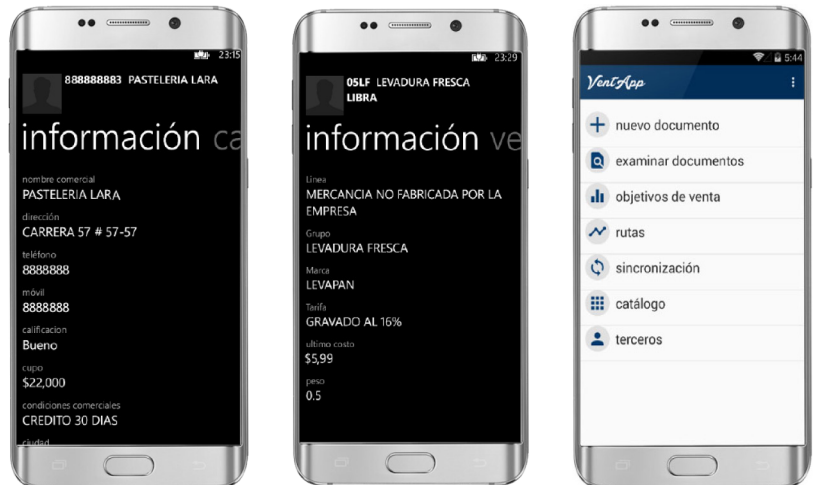 23:15
888888883 PASTELERIA LARA
información ca
nombre comercial
PASTELERIA LARA
dirección
CARRERA 57 # 57-57
teléfono
8888888
móvil
8888888
calificacion
Bueno
cupo
$22,000
condiciones comerciales
CREDITO 30 DIAS
ciudad
23:29
05LF LEVADURA FRESCA
LIBRA
información ve
Linea
MERCANCIA NO FABRICADA POR LA
EMPRESA
Grupo
LEVADURA FRESCA
Marca
LEVAPAN
Tarifa
GRAVADO AL 16%
ultimo costo
$5,99
peso
0.5
5:44
VentApp
nuevo documento
examinar documentos
objetivos de venta
rutas
sincronización
catálogo
terceros